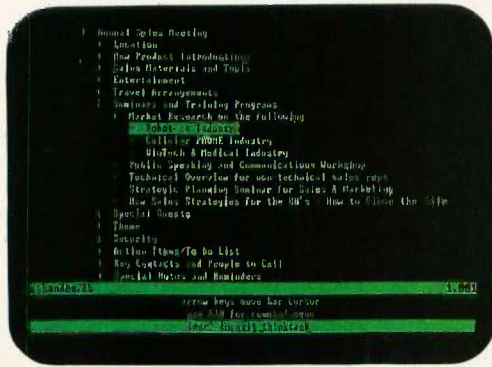 Annual Sales Meeting
Location
New Product Introductions
Sales Materials and Tools
Entertainment
Travel Arrangements
Seminars and Training Programs
Market Research on the following
Industry
Cellular PHONE Industry
BioTech & Medical Industry
Public Speaking and Communications Workshop
Technical Overview for non technical sales reps
Strategic Planning Seminar for Sales & Marketing
New Sales Strategies for the 80's - How to Close the Sale
Special Guests
Theme
Security
Action Items/To Do List
Key Contacts and People to Call
Special Notes and Reminders
arrow keys move bar cursor
use F10 for command menu
to exit thinktank